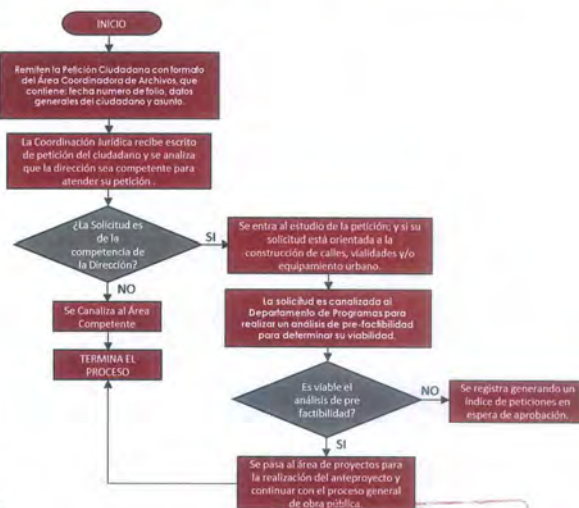 INICIO
Remiten la Petición Ciudadana con formato
del Área Coordinadora de Archivos, que
contiene: fecha numero de folio, datos
generales del ciudadano y asunto.
La Coordinación Jurídica recibe escrito
de petición del ciudadano y se analiza
que la dirección sea competente para
atender su petición .
¿La Solicitud es
de la
competencia de
la Dirección?
SI
Se entra al estudio de la petición; y si su
solicitud está orientada a la
construcción de calles, vialidades y/o
equipamiento urbano.
NO
Se Canaliza al Área
Competente
La solicitud es canalizada al
Departamento de Programas para
realizar un análisis de pre-factibilidad
para determinar su viabilidad.
TERMINA EL
PROCESO
Es viable el
análisis de pre
factibilidad?
NO
Se registra generando un
índice de peticiones en
espera de aprobación.
SI
Se pasa al área de proyectos para
la realización del anteproyecto y
continuar con el proceso general
de obra pública.